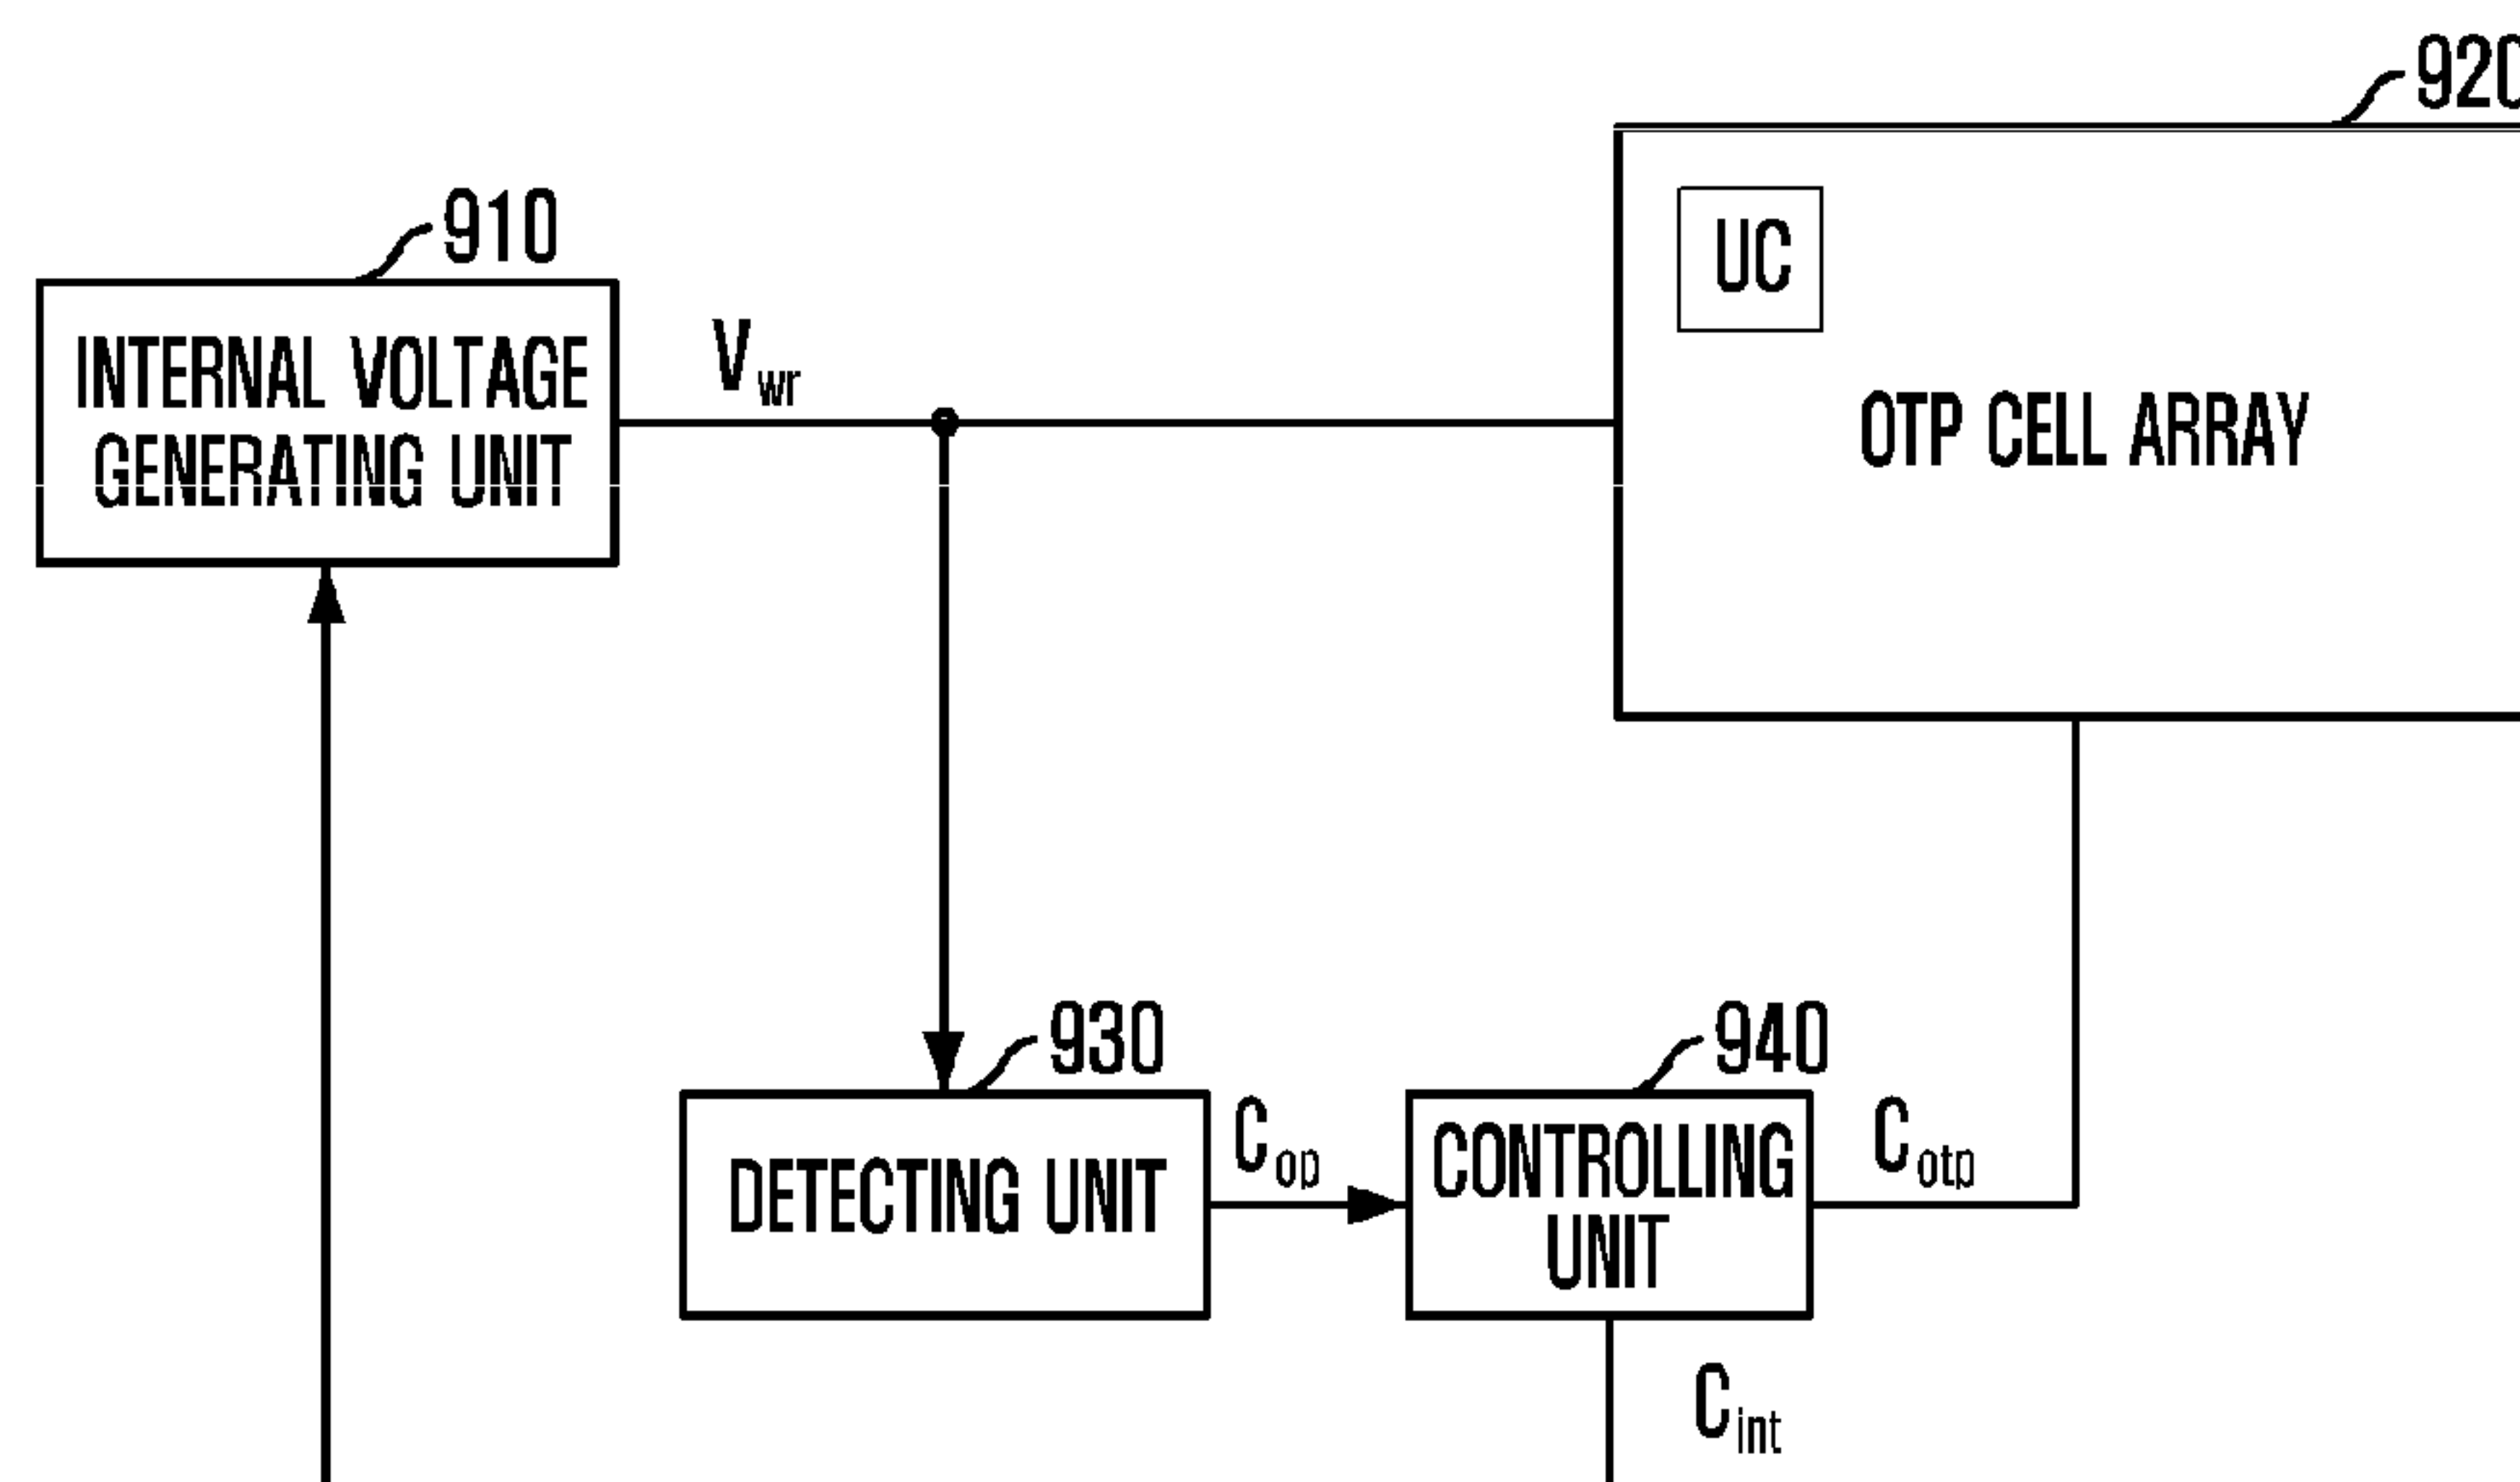 920
910
UC
INTERNAL VOLTAGE
GENERATING UNIT
Vwr
OTP CELL ARRAY
930
940
DETECTING UNIT
Cop
CONTROLLING
UNIT
Cotp
Cint